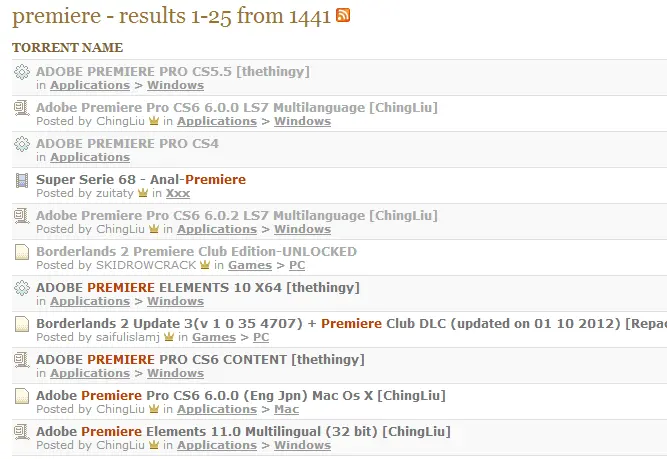 premiere - results 1-25 from 1441
TORRENT NAME
ADOBE PREMIERE PRO CS5.5 [thethingy]
in Applications > Windows
Adobe Premiere Pro CS6 6.0.0 LS7 Multilanguage [ChingLiu]
Posted by ChingLiu in Applications > Windows
ADOBE PREMIERE PRO CS4
in Applications
Super Serie 68 - Anal-Premiere
Posted by zuitaty in Xxx
Adobe Premiere Pro CS6 6.0.2 LS7 Multilanguage [ChingLiu]
Posted by ChingLiu in Applications > Windows
Borderlands 2 Premiere Club Edition-UNLOCKED
Posted by SKIDROWCRACK in Games > PC
ADOBE PREMIERE ELEMENTS 10 X64 [thethingy]
in Applications > Windows
Borderlands 2 Update 3(v 1 0 35 4707) + Premiere Club DLC (updated on 01 10 2012) [Repac
Posted by saifulislamj in Games > PC
ADOBE PREMIERE PRO CS6 CONTENT [thethingy]
in Applications > Windows
Adobe Premiere Pro CS6 6.0.0 (Eng Jpn) Mac Os X [ChingLiu]
Posted by ChingLiu in Applications > Mac
Adobe Premiere Elements 11.0 Multilingual (32 bit) [ChingLiu]
Posted by ChingLiu in Applications > Windows